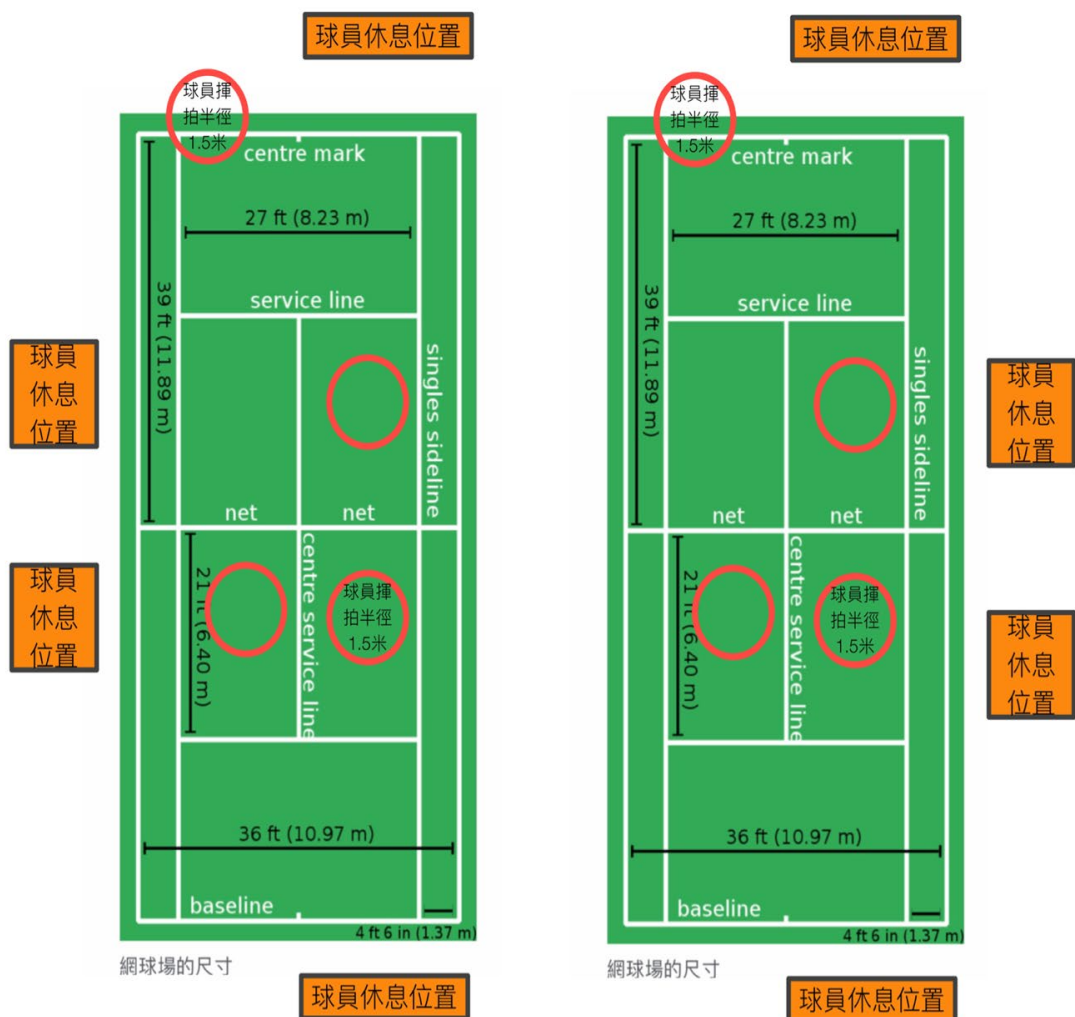 球員休息位置
球員休息位置
球員揮
拍半徑
1.5米
centre mark
27 ft (8.23 m)
39 ft (11.89 m)
service line
singles sideline
球員
休息
位置
net
net
球員
休息
位置
21 ft (6.40 m)
centre service line
球員揮
拍半徑
1.5米
36 ft (10.97 m)
baseline
4 ft 6 in (1.37 m)
網球場的尺寸
球員休息位置
球員揮
拍半徑
1.5米
centre mark
27 ft (8.23 m)
39 ft (11.89 m)
service line
singles sideline
球員
休息
位置
net
net
21 ft (6.40 m)
centre service line
球員揮
拍半徑
1.5米
球員
休息
位置
36 ft (10.97 m)
baseline
4 ft 6 in (1.37 m)
網球場的尺寸
球員休息位置